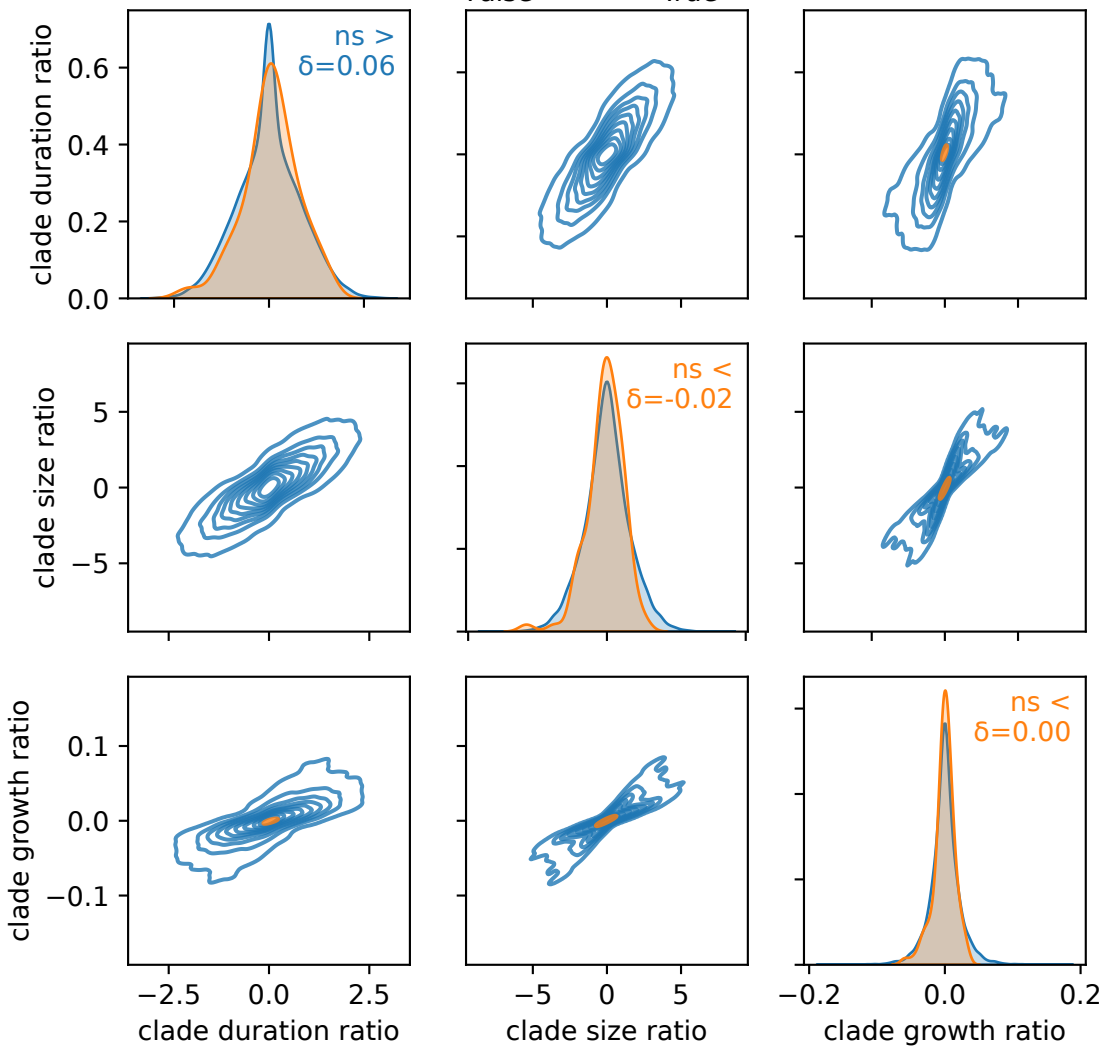 clade duration ratio
0.6
0.4
0.2
0.0
ns >
δ=0.06
clade size ratio
5
0
−5
ns <
δ=-0.02
clade growth ratio
0.1
0.0
−0.1
ns <
δ=0.00
−2.5 0.0 2.5
clade duration ratio
−5 0 5
clade size ratio
−0.2 0.0 0.2
clade growth ratio